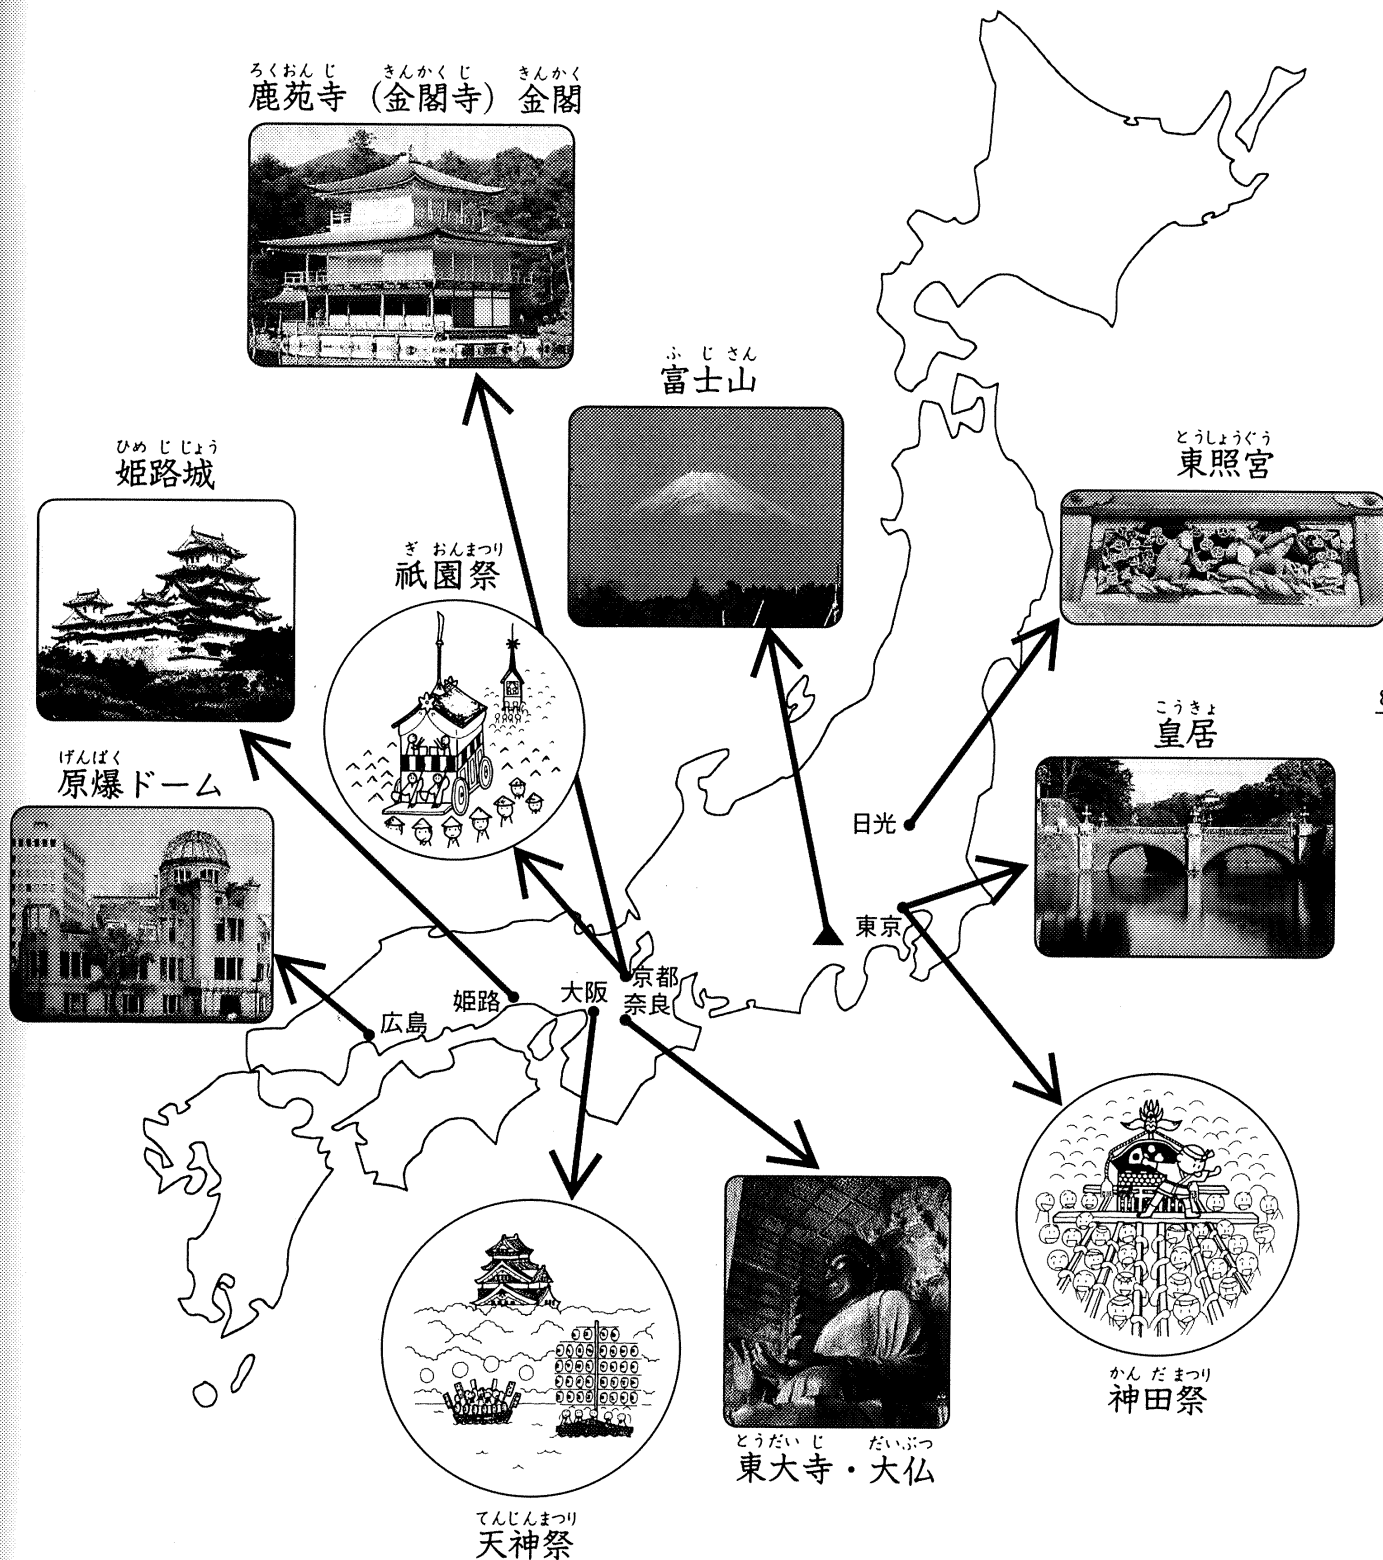 ろくおんじ きんかくじ きんかく
鹿苑寺(金閣寺)金閣
ふじさん
富士山
ひめじじょう
姫路城
とうしょうぐう
東照宮
ぎおんまつり
祇園祭
こうきょ
皇居
げんばく
原爆ドーム
日光
東京
京都
大阪
奈良
姫路
広島
かんだまつり
神田祭
とうだいじ だいぶつ
東大寺・大仏
てんじんまつり
天神祭